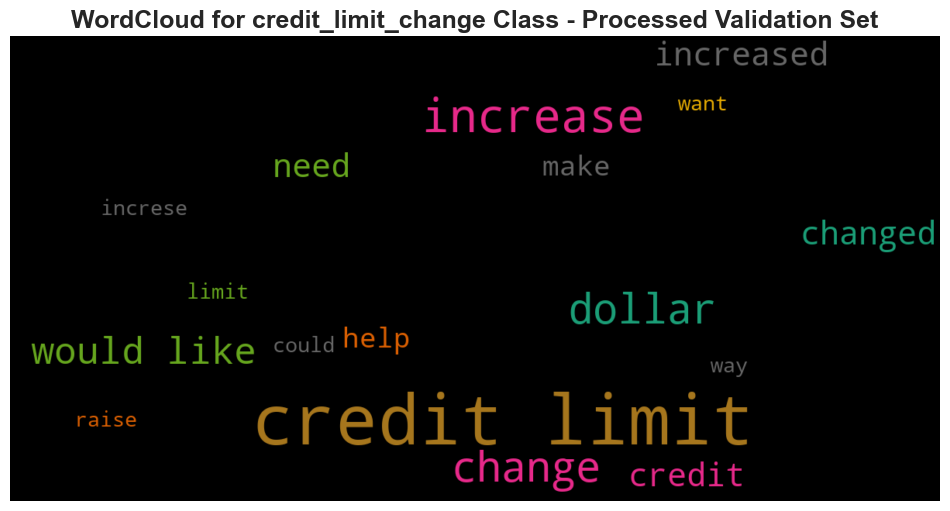 WordCloud for credit_limit_change Class - Processed Validation Set
increased
increase
want
need
make
increse
changed
limit
dollar
would like
could
help
way
raise
credit limit
change
credit